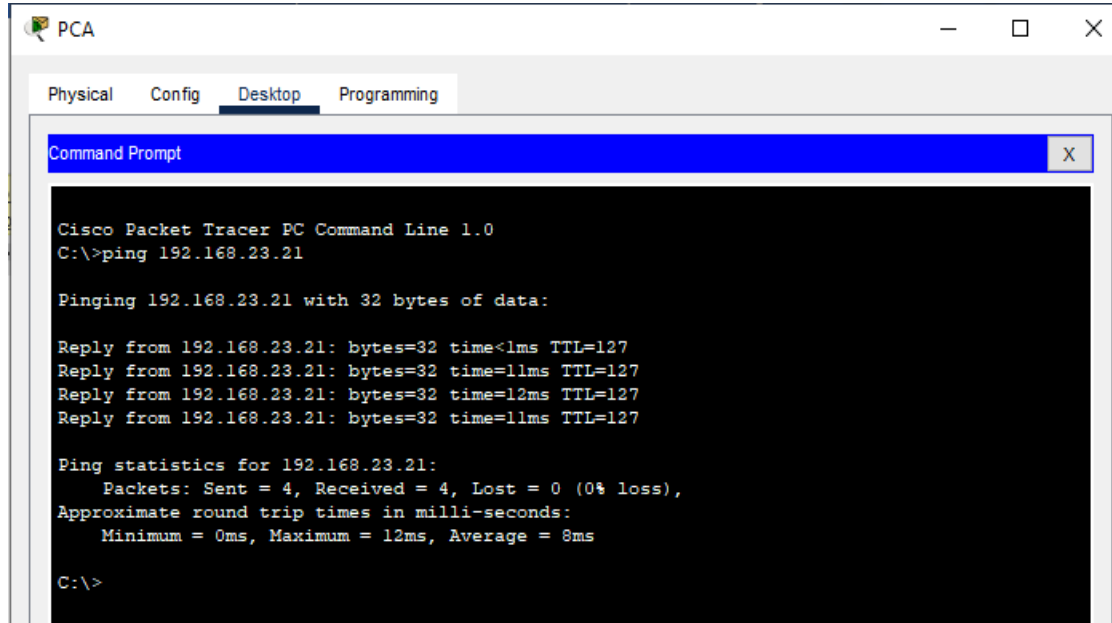 PCA
Physical Config Desktop Programming
Command Prompt X
Cisco Packet Tracer PC Command Line 1.0
C:\>ping 192.168.23.21
Pinging 192.168.23.21 with 32 bytes of data:
Reply from 192.168.23.21: bytes=32 time<1ms TTL=127
Reply from 192.168.23.21: bytes=32 time=11ms TTL=127
Reply from 192.168.23.21: bytes=32 time=12ms TTL=127
Reply from 192.168.23.21: bytes=32 time=11ms TTL=127
Ping statistics for 192.168.23.21:
Packets: Sent = 4, Received = 4, Lost = 0 (0% loss),
Approximate round trip times in milli-seconds:
Minimum = 0ms, Maximum = 12ms, Average = 8ms
C:\>